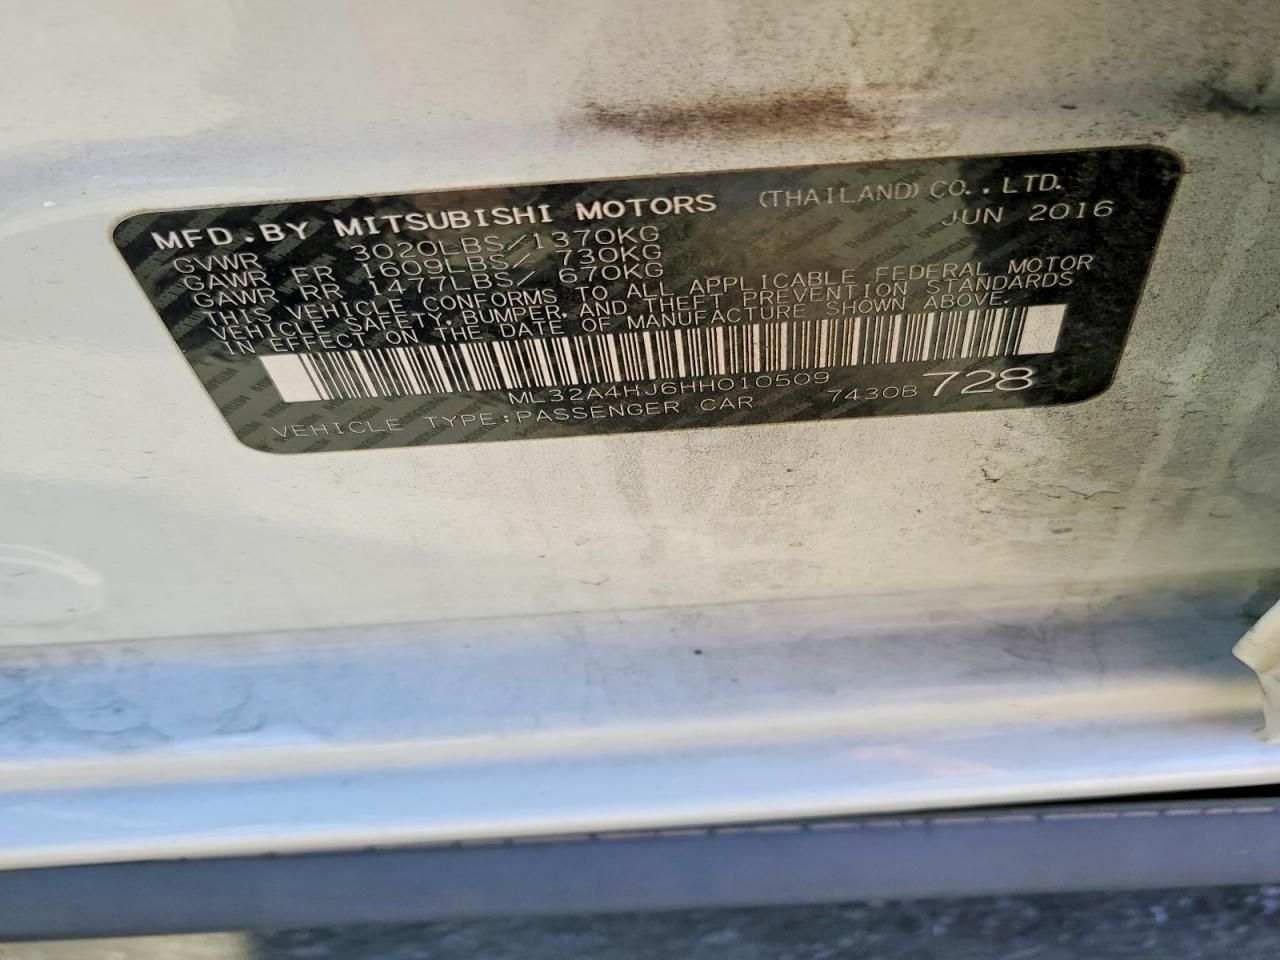 MFD.BY MITSUBISHI MOTORS (THAILAND) CO.,LTD.
GVWR 3020LBS/1370KG JUN 2016
GAWR FR 1609LBS/ 730KG
GAWR RR 1477LBS/ 670KG
THIS VEHICLE CONFORMS TO ALL APPLICABLE FEDERAL MOTOR
VEHICLE SAFETY, BUMPER, AND THEFT PREVENTION STANDARDS
IN EFFECT ON THE DATE OF MANUFACTURE SHOWN ABOVE.
ML32A4HJ6HH010509
VEHICLE TYPE:PASSENGER CAR 7430B 728